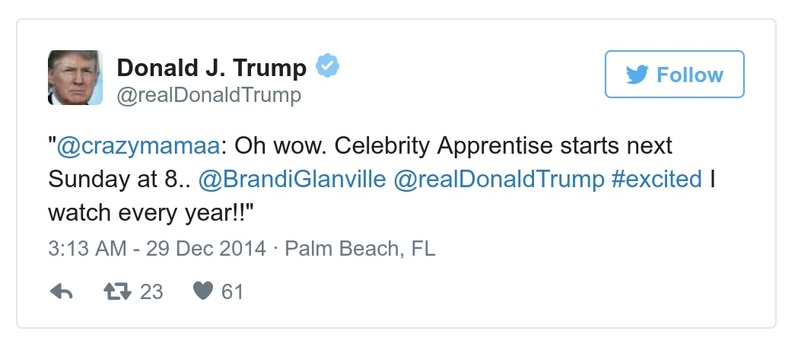 Donald J. Trump
@realDonaldTrump
Follow
"@crazymamaa: Oh wow. Celebrity Apprentise starts next
Sunday at 8.. @BrandiGlanville @realDonaldTrump #excited I
watch every year!!"
3:13 AM - 29 Dec 2014 · Palm Beach, FL
23 61